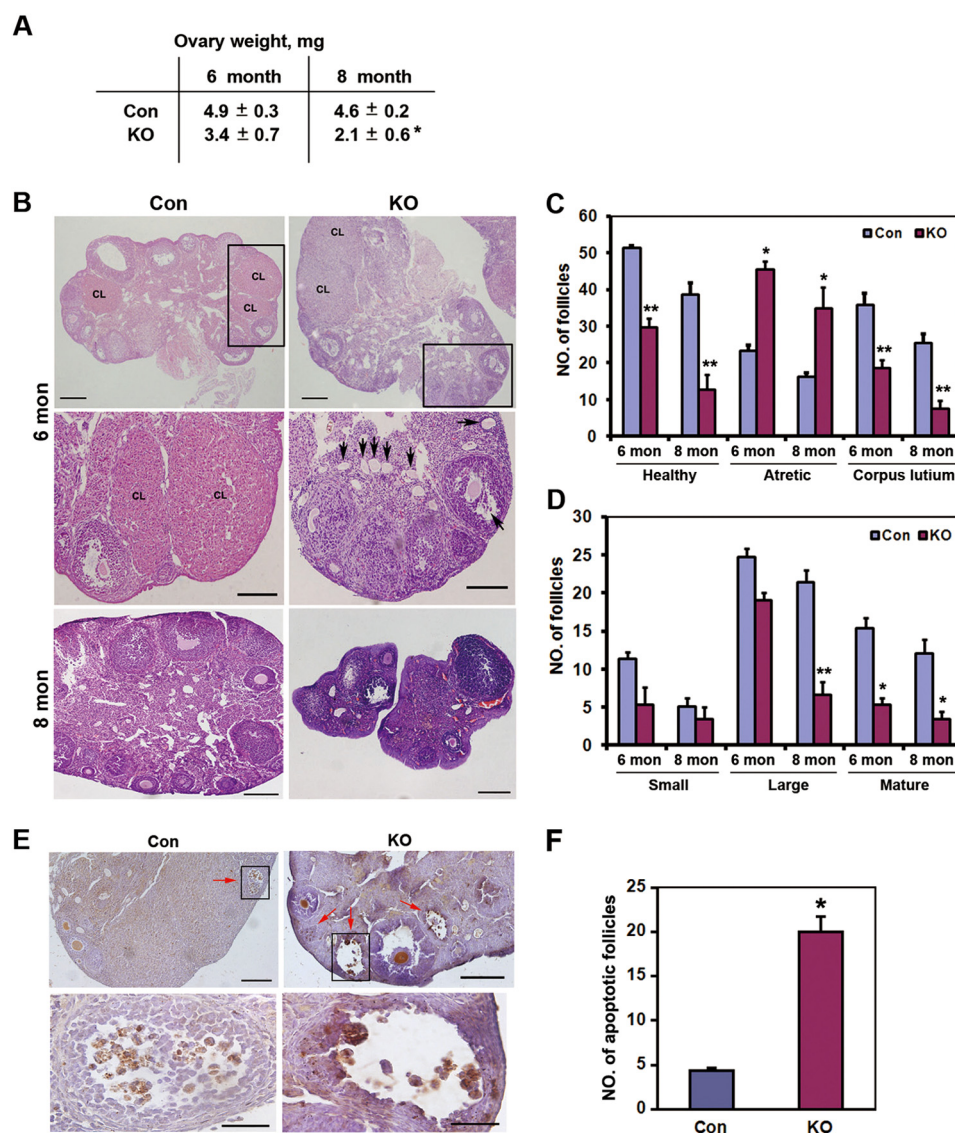 A
Ovary weight, mg
6 month 8 month
Con 4.9 ± 0.3 4.6 ± 0.2
KO 3.4 ± 0.7 2.1 ± 0.6*
B
Con KO
6 mon
CL
CL
CL
CL
CL
CL
8 mon
C
60
50
40
30
20
10
0
NO. of follicles
Con KO
** ** * * ** **
6 mon 8 mon 6 mon 8 mon 6 mon 8 mon
Healthy Atretic Corpus lutium
D
30
25
20
15
10
5
0
NO. of follicles
Con KO
** * *
6 mon 8 mon 6 mon 8 mon 6 mon 8 mon
Small Large Mature
E
Con KO
F
25
20
15
10
5
0
NO. of apoptotic follicles
*
Con KO